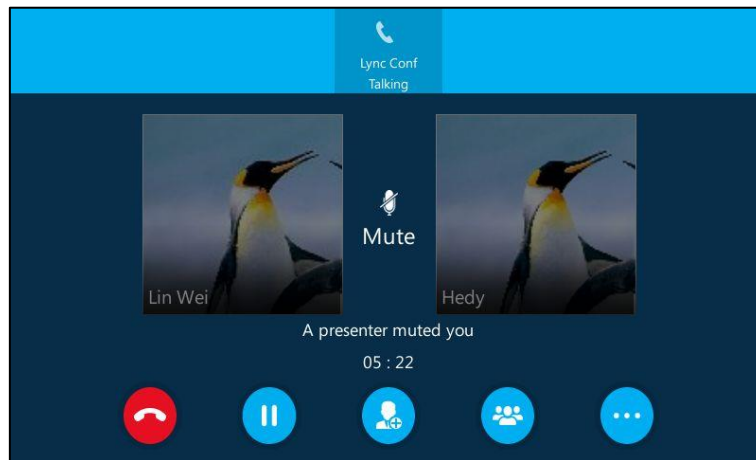 Lync Conf
Talking
Mute
Lin Wei
Hedy
A presenter muted you
05 : 22